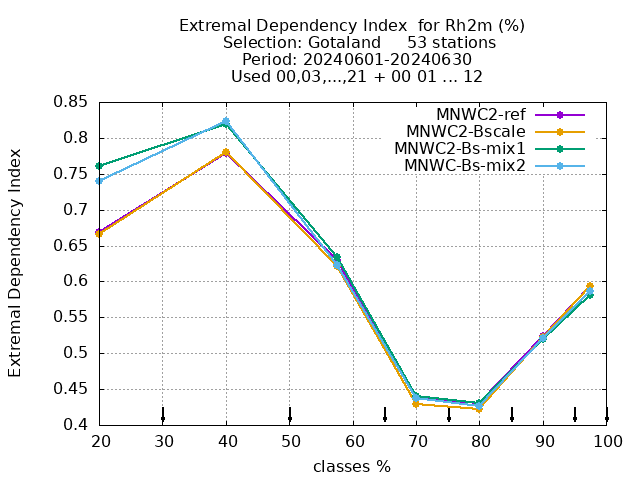 Extremal Dependency Index  for Rh2m (%)
Selection: Gotaland     53 stations
Period: 20240601-20240630
Used 00,03,...,21 + 00 01 ... 12
MNWC2-ref
MNWC2-Bscale
MNWC2-Bs-mix1
MNWC-Bs-mix2
Extremal Dependency Index
0.85
0.8
0.75
0.7
0.65
0.6
0.55
0.5
0.45
0.4
20 30 40 50 60 70 80 90 100
classes %